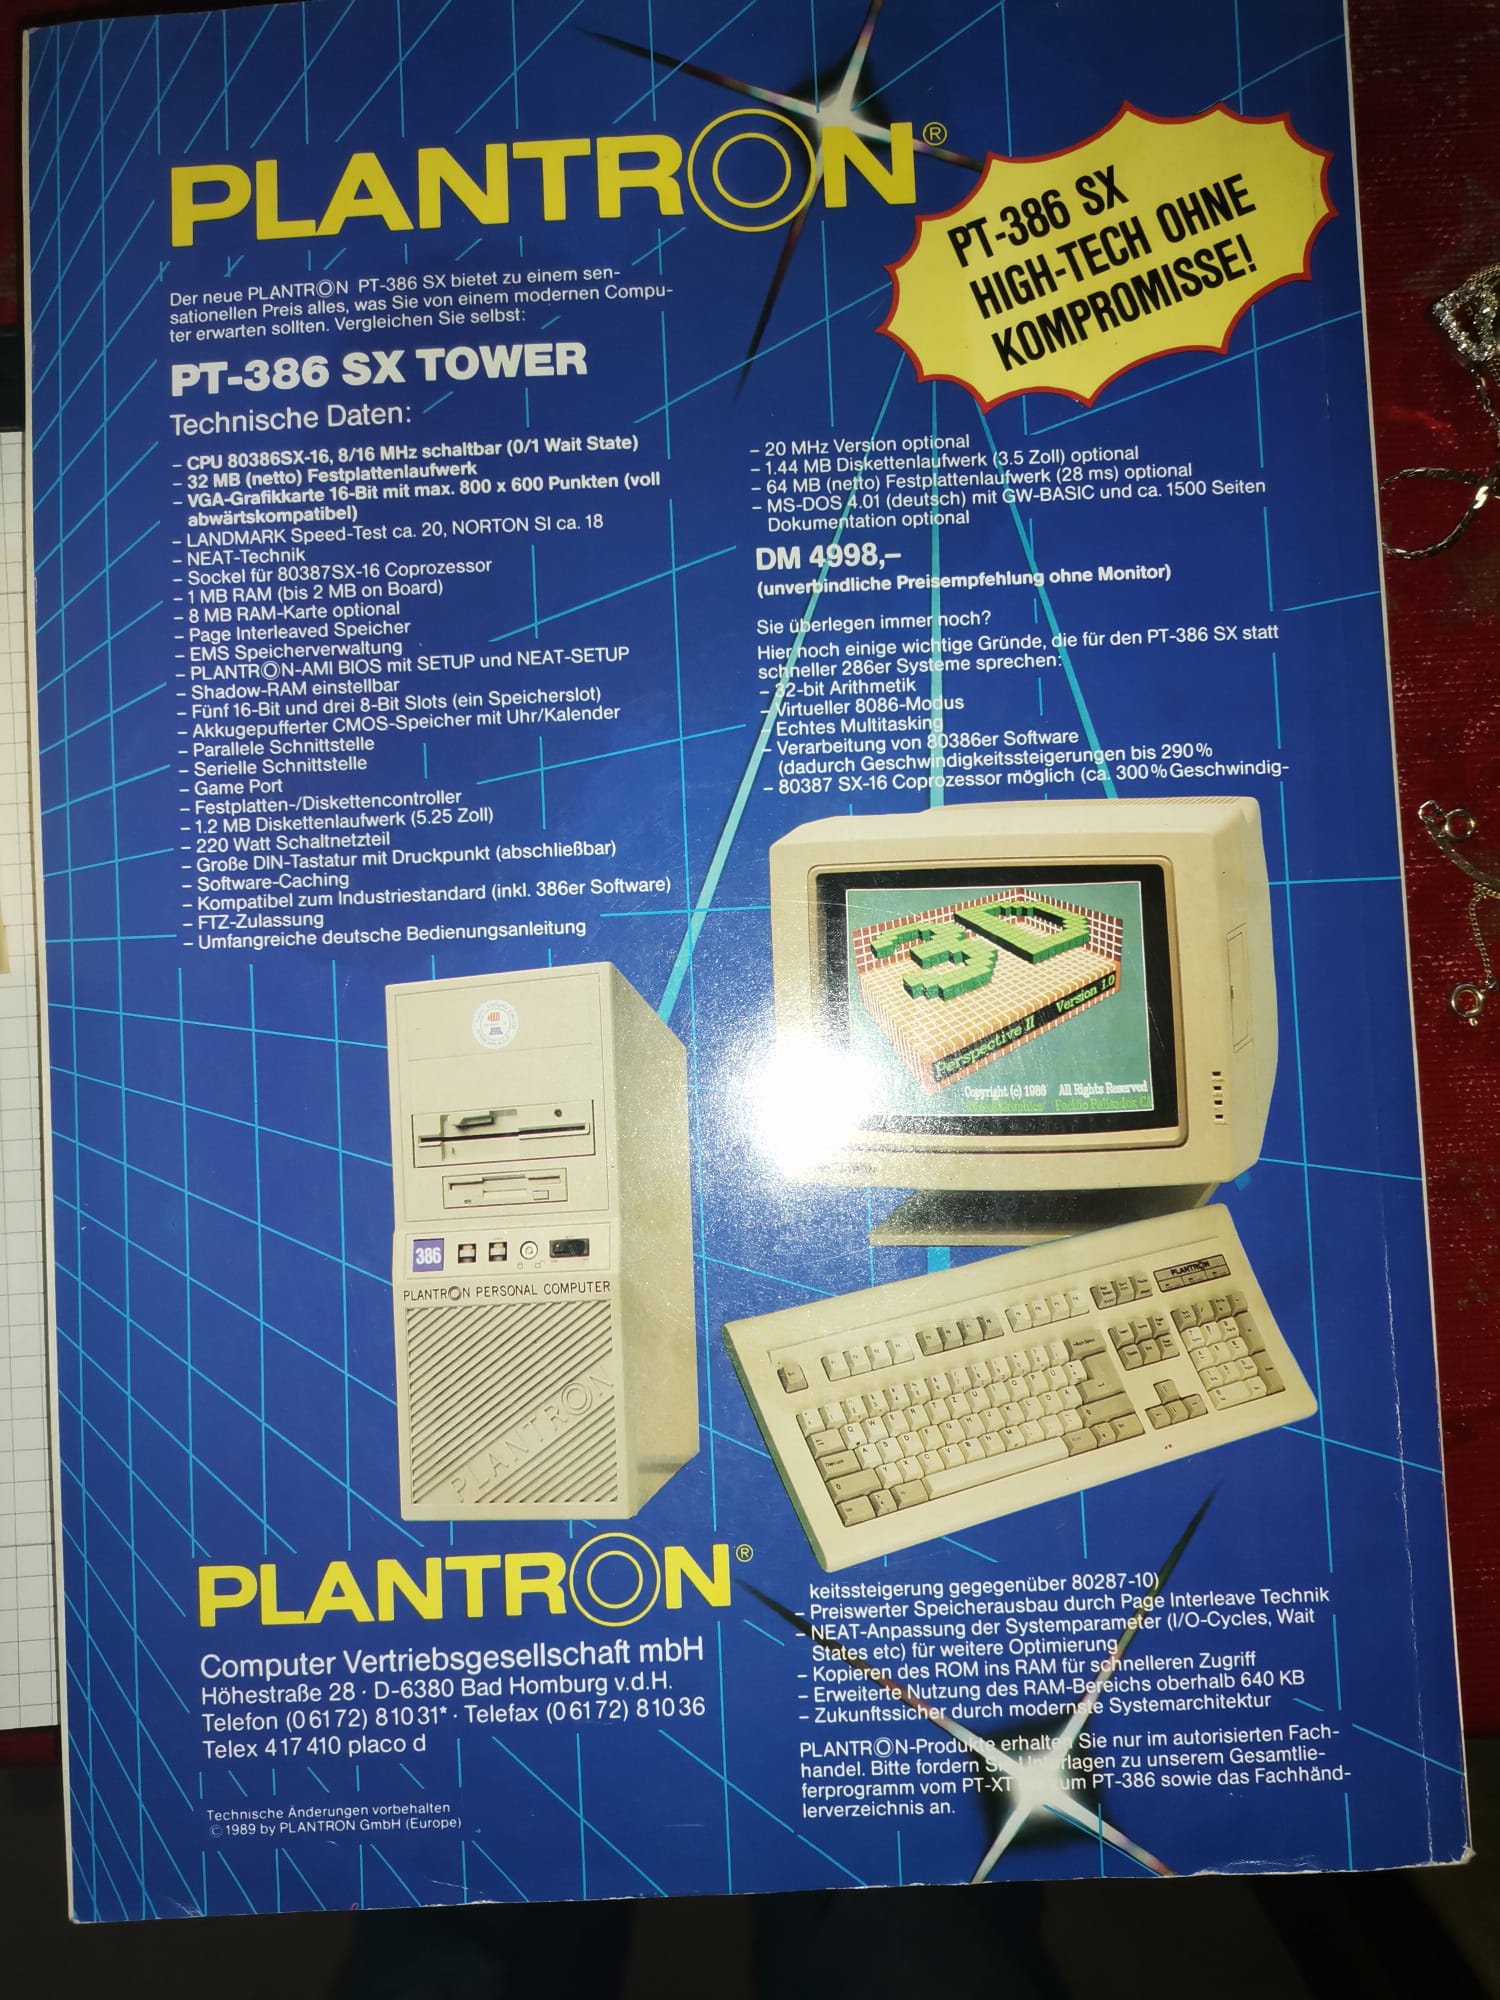 PLANTRON®
PT-386 SX
HIGH-TECH OHNE
KOMPROMISSE!
Der neue PLANTRON PT-386 SX bietet zu einem sen-
sationellen Preis alles, was Sie von einem modernen Compu-
ter erwarten sollten. Vergleichen Sie selbst:
PT-386 SX TOWER
Technische Daten:
– CPU 80386SX-16, 8/16 MHz schaltbar (0/1 Wait State)
– 32 MB (netto) Festplattenlaufwerk
– VGA-Grafikkarte 16-Bit mit max. 800 x 600 Punkten (voll
abwärtskompatibel)
– LANDMARK Speed-Test ca. 20, NORTON SI ca. 18
– NEAT-Technik
– Sockel für 80387SX-16 Coprozessor
– 1 MB RAM (bis 2 MB on Board)
– 8 MB RAM-Karte optional
– Page Interleaved Speicher
– EMS Speicherverwaltung
– PLANTRON-AMI BIOS mit SETUP und NEAT-SETUP
– Shadow-RAM einstellbar
– Fünf 16-Bit und drei 8-Bit Slots (ein Speicherslot)
– Akkugepufferter CMOS-Speicher mit Uhr/Kalender
– Parallele Schnittstelle
– Serielle Schnittstelle
– Game Port
– Festplatten-/Diskettencontroller
– 1.2 MB Diskettenlaufwerk (5.25 Zoll)
– 220 Watt Schaltnetzteil
– Große DIN-Tastatur mit Druckpunkt (abschließbar)
– Software-Caching
– Kompatibel zum Industriestandard (inkl. 386er Software)
– FTZ-Zulassung
– Umfangreiche deutsche Bedienungsanleitung
– 20 MHz Version optional
– 1.44 MB Diskettenlaufwerk (3.5 Zoll) optional
– 64 MB (netto) Festplattenlaufwerk (28 ms) optional
– MS-DOS 4.01 (deutsch) mit GW-BASIC und ca. 1500 Seiten
Dokumentation optional
DM 4998,–
(unverbindliche Preisempfehlung ohne Monitor)
Sie überlegen immer noch?
Hier noch einige wichtige Gründe, die für den PT-386 SX statt
schneller 286er Systeme sprechen:
– 32-bit Arithmetik
– Virtueller 8086-Modus
– Echtes Multitasking
– Verarbeitung von 80386er Software
(dadurch Geschwindigkeitssteigerungen bis 290%
– 80387 SX-16 Coprozessor möglich (ca. 300% Geschwindig-
3D
Perspective II Version 1.0
Copyright (c) 1988 All Rights Reserved
Pacific Palisades, CA
386
PLANTRON PERSONAL COMPUTER
PLANTRON
PLANTRON
keitssteigerung gegegenüber 80287-10)
– Preiswerter Speicherausbau durch Page Interleave Technik
– NEAT-Anpassung der Systemparameter (I/O-Cycles, Wait
States etc) für weitere Optimierung
– Kopieren des ROM ins RAM für schnelleren Zugriff
– Erweiterte Nutzung des RAM-Bereichs oberhalb 640 KB
– Zukunftssicher durch modernste Systemarchitektur
PLANTRON-Produkte erhalten Sie nur im autorisierten Fach-
handel. Bitte fordern Sie Unterlagen zu unserem Gesamtlie-
ferprogramm vom PT-XT zum PT-386 sowie das Fachhänd-
lerverzeichnis an.
PLANTRON®
Computer Vertriebsgesellschaft mbH
Höhestraße 28 · D-6380 Bad Homburg v.d.H.
Telefon (0 61 72) 8 10 31* · Telefax (0 61 72) 8 10 36
Telex 4 17 410 placo d
Technische Änderungen vorbehalten
© 1989 by PLANTRON GmbH (Europe)